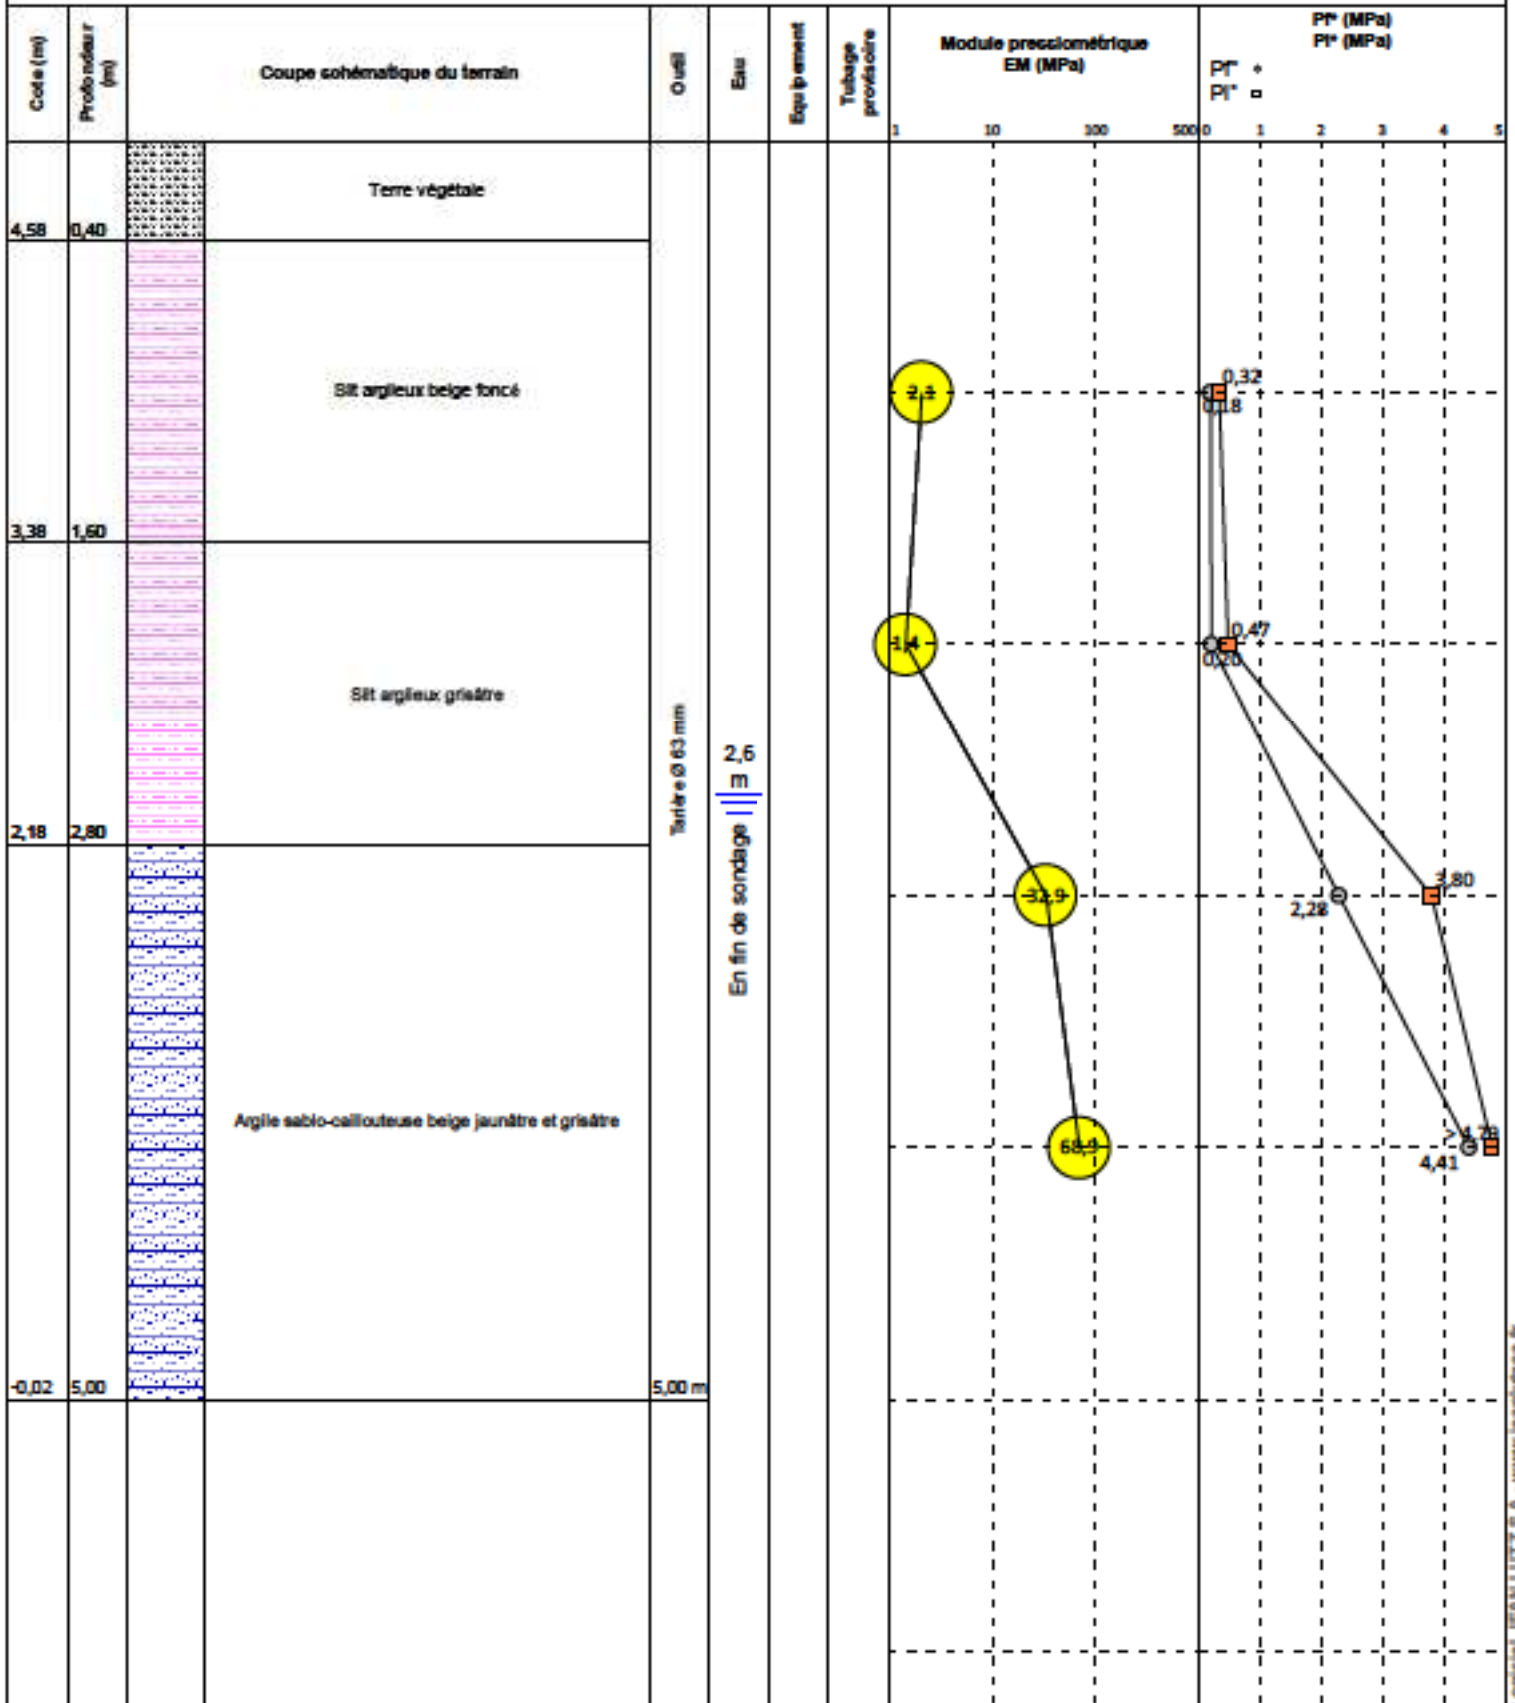 Cote (m)
Profondeur
(m)
Coupe schématique du terrain
Outil
Eau
Equipement
Tubage
provisoire
Module pressiométrique
EM (MPa)
Pf* (MPa)
Pl* (MPa)
Pf*
Pl*
1 10 100 500 0 1 2 3 4 5
Terre végétale
4,58 0,40
Silt argileux beige foncé
2,1
0,32
0,18
3,38 1,60
1,4
0,47
0,20
Silt argileux grisâtre
Tarière Ø 63 mm
2,6
m
En fin de sondage
2,18 2,80
32,9
3,80
2,28
Argile sablo-caillouteuse beige jaunâtre et grisâtre
68,9
4,41
-0,02 5,00
5,00 m